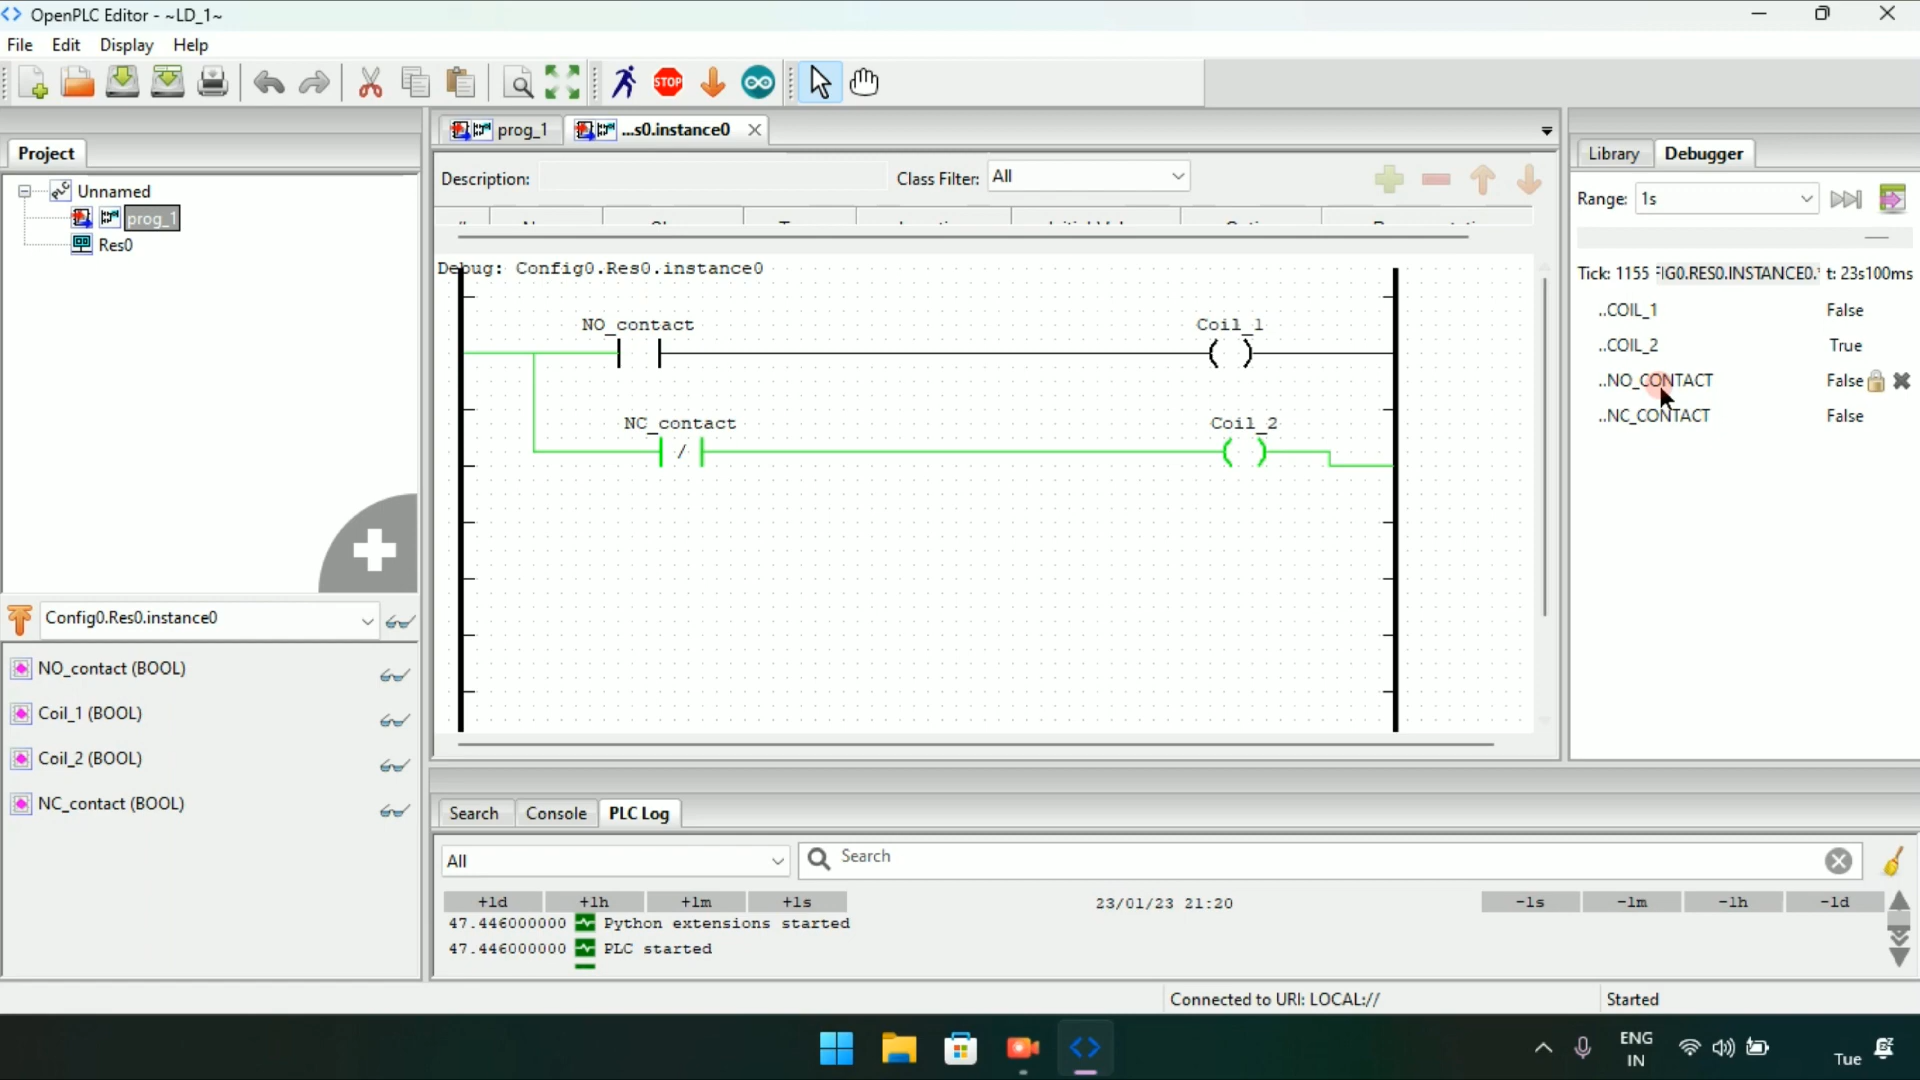 OpenPLC Editor - ~LD_1~
File Edit Display Help
STOP
Project
prog_1
...s0.instance0
Library
Debugger
Unnamed
prog_1
Res0
Description:
Class Filter: All
Range: 1s
Debug: Config0.Res0.instance0
Tick: 1155
IG0.RES0.INSTANCE0.
t: 23s100ms
..COIL_1 False
..COIL_2 True
..NO_CONTACT False
..NC_CONTACT False
NO_contact
Coil_1
NC_contact
Coil_2
/
Config0.Res0.instance0
NO_contact (BOOL)
Coil_1 (BOOL)
Coil_2 (BOOL)
NC_contact (BOOL)
Search Console PLC Log
All
Search
+1d +1h +1m +1s 23/01/23 21:20 -1s -1m -1h -1d
47.446000000 Python extensions started
47.446000000 PLC started
Connected to URI: LOCAL://
Started
ENG
IN
Tue